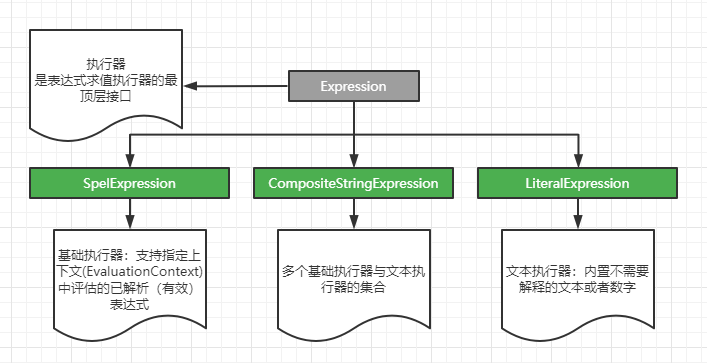 执行器
是表达式求值执行器的最
顶层接口
Expression
SpelExpression
CompositeStringExpression
LiteralExpression
基础执行器：支持指定上
下文(EvaluationContext)
中评估的已解析（有效）
表达式
多个基础执行器与文本执
行器的集合
文本执行器：内置不需要
解释的文本或者数字